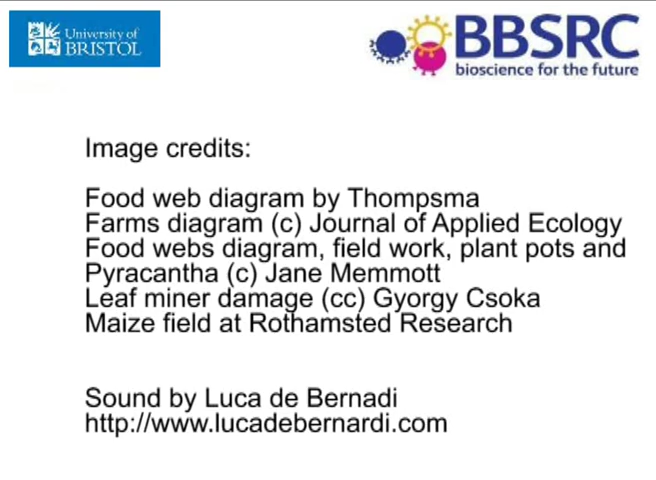 University of
BRISTOL
BBSRC
bioscience for the future
Image credits:
Food web diagram by Thompsma
Farms diagram (c) Journal of Applied Ecology
Food webs diagram, field work, plant pots and
Pyracantha (c) Jane Memmott
Leaf miner damage (cc) Gyorgy Csoka
Maize field at Rothamsted Research
Sound by Luca de Bernadi
http://www.lucadebernardi.com